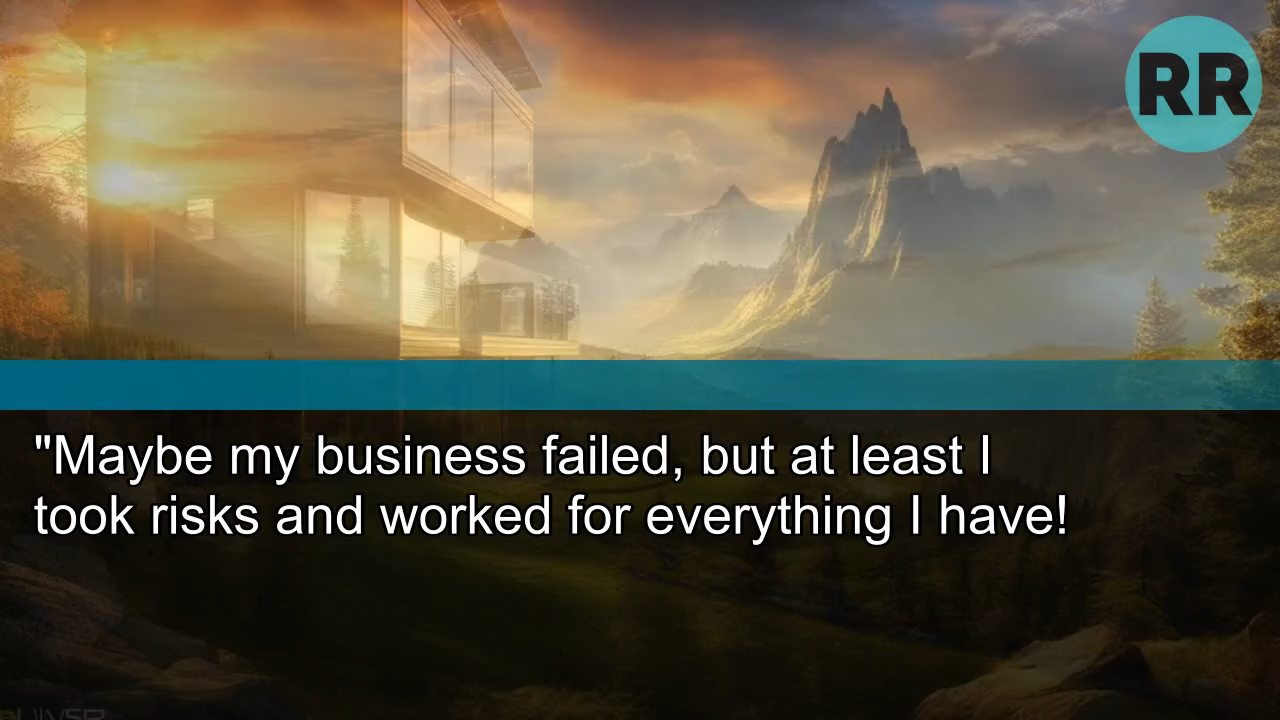 RR
"Maybe my business failed, but at least I
took risks and worked for everything I have!